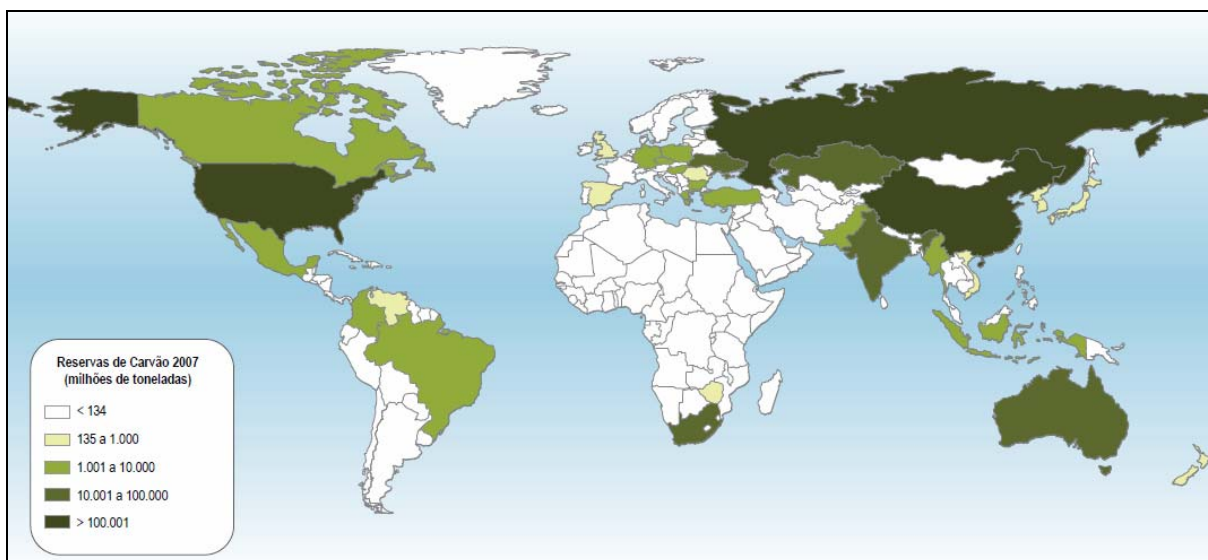 Reservas de Carvão 2007
(milhões de toneladas)
< 134
135 a 1.000
1.001 a 10.000
10.001 a 100.000
> 100.001